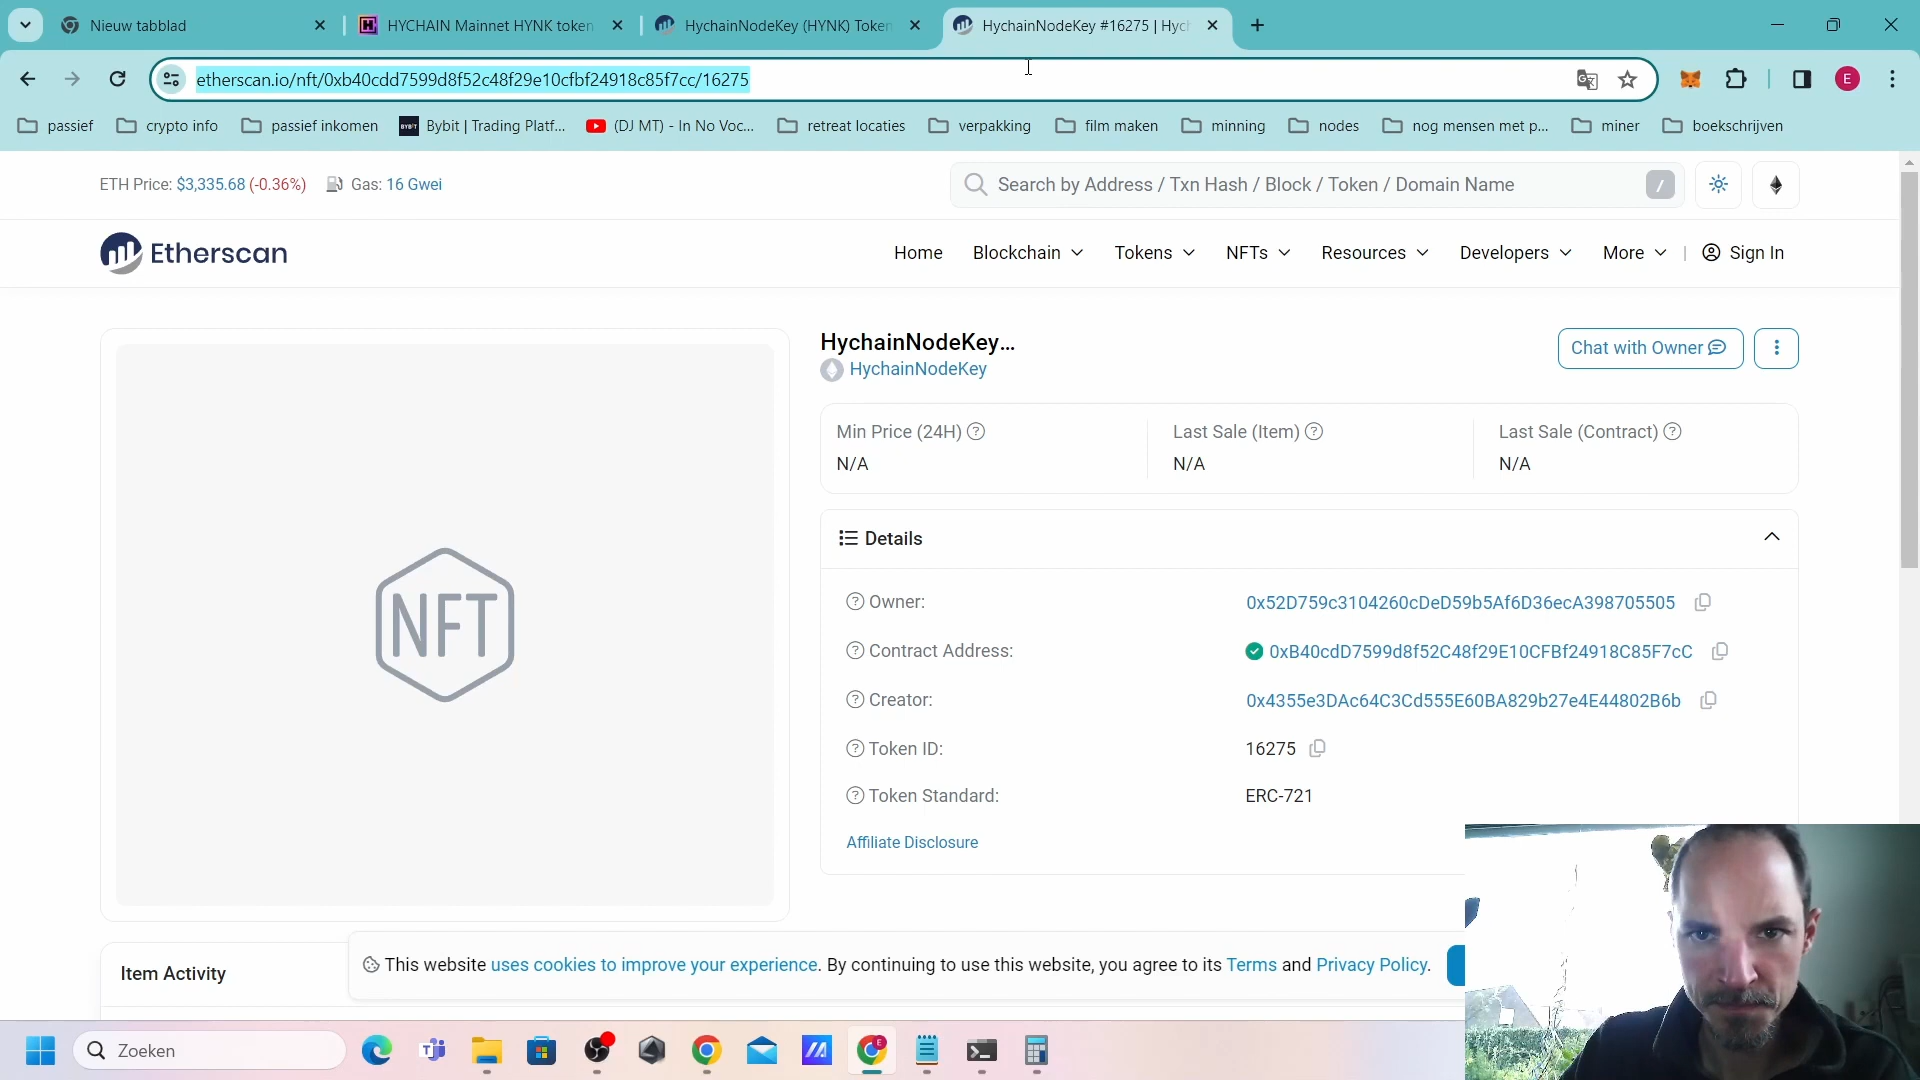 Nieuw tabblad
HYCHAIN Mainnet HYNK token
HychainNodeKey (HYNK) Token
HychainNodeKey #16275 | Hych
etherscan.io/nft/0xb40cdd7599d8f52c48f29e10cfbf24918c85f7cc/16275
E
passief
crypto info
passief inkomen
BYBIT
Bybit | Trading Platf...
(DJ MT) - In No Voc...
retreat locaties
verpakking
film maken
minning
nodes
nog mensen met p...
miner
boekschrijven
ETH Price: $3,335.68 (-0.36%)
Gas: 16 Gwei
Search by Address / Txn Hash / Block / Token / Domain Name
/
Etherscan
Home
Blockchain
Tokens
NFTs
Resources
Developers
More
Sign In
NFT
HychainNodeKey...
HychainNodeKey
Chat with Owner
Min Price (24H)
N/A
Last Sale (Item)
N/A
Last Sale (Contract)
N/A
Details
Owner:
0x52D759c3104260cDeD59b5Af6D36ecA398705505
Contract Address:
0xB40cdD7599d8f52C48f29E10CFBf24918C85F7cC
Creator:
0x4355e3DAc64C3Cd555E60BA829b27e4E44802B6b
Token ID:
16275
Token Standard:
ERC-721
Affiliate Disclosure
Item Activity
This website uses cookies to improve your experience. By continuing to use this website, you agree to its Terms and Privacy Policy.
Zoeken